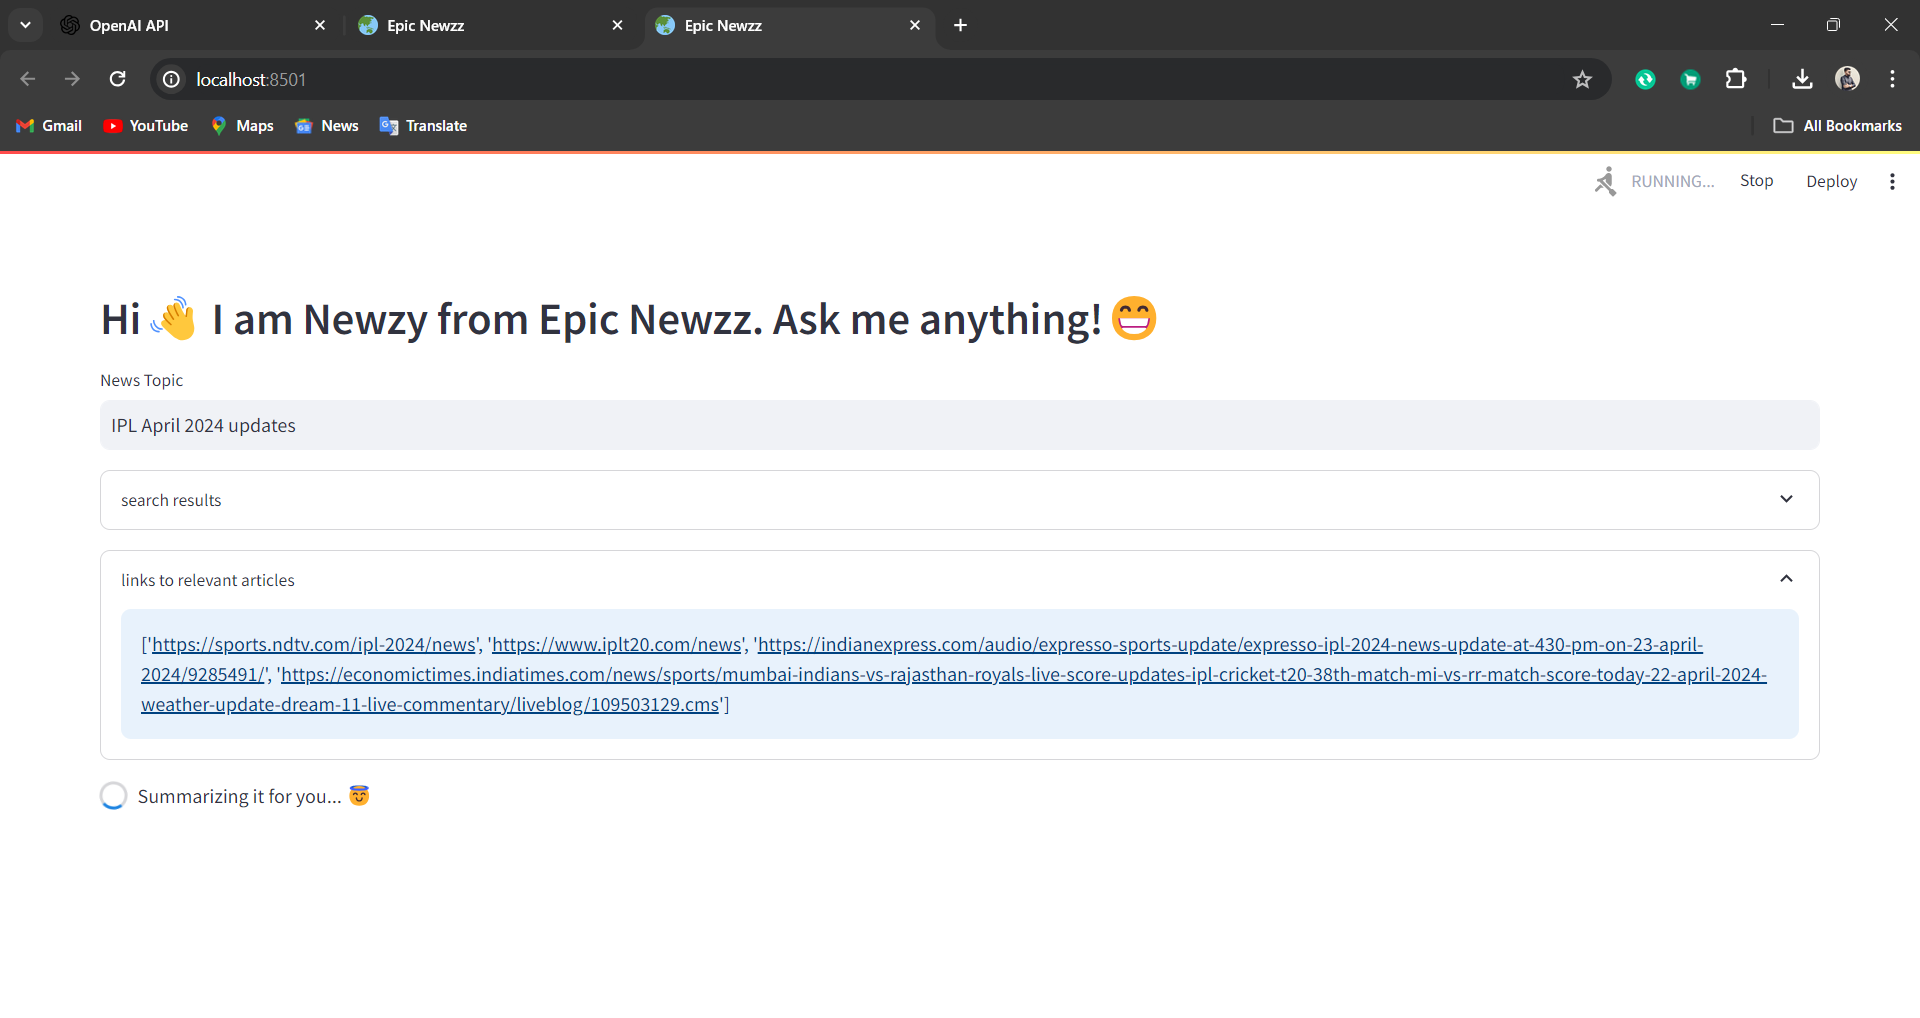 OpenAI API
Epic Newzz
Epic Newzz
localhost:8501
Gmail YouTube Maps News Translate All Bookmarks
RUNNING... Stop Deploy
Hi 👋 I am Newzy from Epic Newzz. Ask me anything! 😁
News Topic
IPL April 2024 updates
search results
links to relevant articles
['https://sports.ndtv.com/ipl-2024/news', 'https://www.iplt20.com/news', 'https://indianexpress.com/audio/expresso-sports-update/expresso-ipl-2024-news-update-at-430-pm-on-23-april-
2024/9285491/', 'https://economictimes.indiatimes.com/news/sports/mumbai-indians-vs-rajasthan-royals-live-score-updates-ipl-cricket-t20-38th-match-mi-vs-rr-match-score-today-22-april-2024-
weather-update-dream-11-live-commentary/liveblog/109503129.cms']
Summarizing it for you... 😇